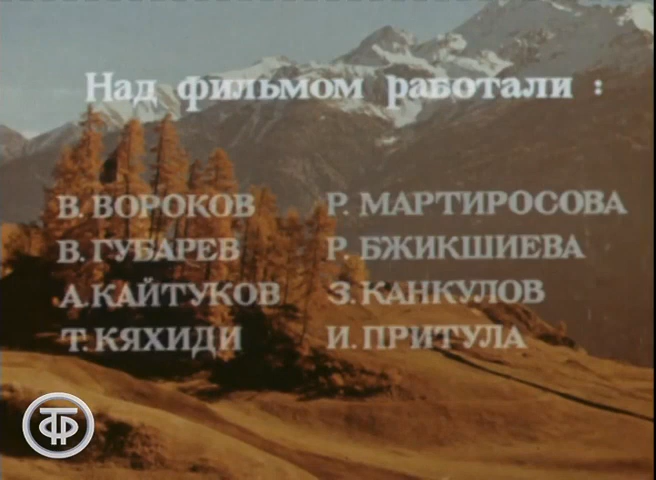 Над фильмом работали :
В. ВОРОКОВ
В. ГУБАРЕВ
А. КАЙТУКОВ
Т. КЯХИДИ
Р. МАРТИРОСОВА
Р. БЖИКШИЕВА
З. КАНКУЛОВ
И. ПРИТУЛА